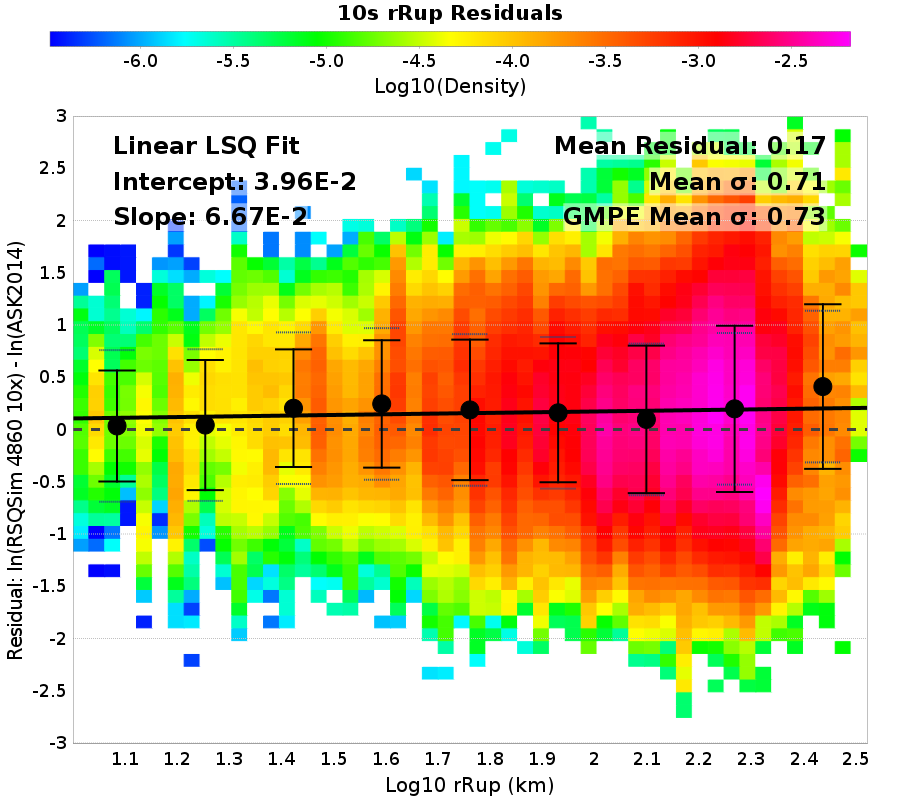 10s rRup Residuals
-6.0 -5.5 -5.0 -4.5 -4.0 -3.5 -3.0 -2.5
Log10(Density)
Linear LSQ Fit
Intercept: 3.96E-2
Slope: 6.67E-2
Mean Residual: 0.17
Mean σ: 0.71
GMPE Mean σ: 0.73
Residual: ln(RSQSim 4860 10x) - ln(ASK2014)
3
2.5
2
1.5
1
0.5
0
-0.5
-1
-1.5
-2
-2.5
-3
1.1 1.2 1.3 1.4 1.5 1.6 1.7 1.8 1.9 2 2.1 2.2 2.3 2.4 2.5
Log10 rRup (km)